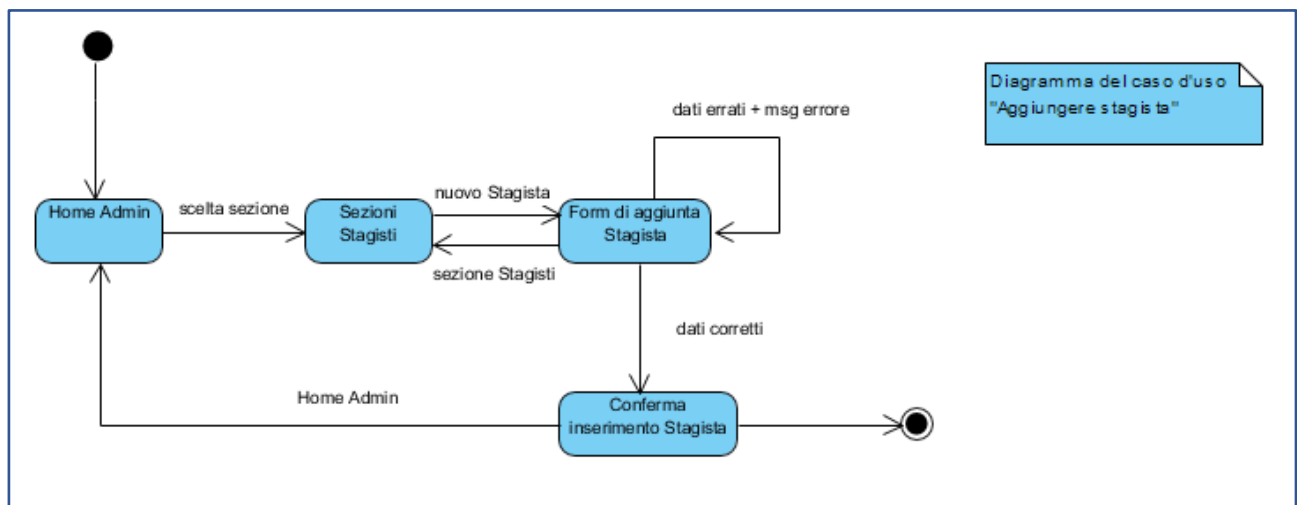 Diagramma del caso d'uso
"Aggiungere stagista"
dati errati + msg errore
Home Admin
scelta sezione
Sezioni
Stagisti
nuovo Stagista
sezione Stagisti
Form di aggiunta
Stagista
dati corretti
Home Admin
Conferma
inserimento Stagista